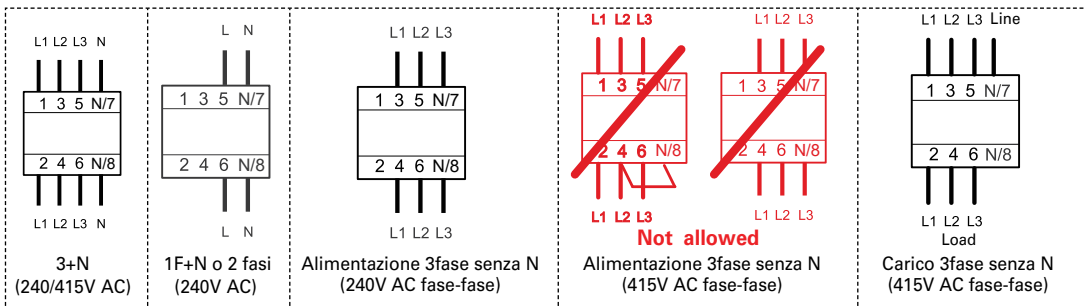 L1 L2 L3 N
1 3 5 N/7
2 4 6 N/8
L1 L2 L3 N
3+N
(240/415V AC)
L N
1 3 5 N/7
2 4 6 N/8
L N
1F+N o 2 fasi
(240V AC)
L1 L2 L3
1 3 5 N/7
2 4 6 N/8
L1 L2 L3
Alimentazione 3fase senza N
(240V AC fase-fase)
L1 L2 L3
1 3 5 N/7
2 4 6 N/8
L1 L2 L3
L1 L2 L3
1 3 5 N/7
2 4 6 N/8
L1 L2 L3
Not allowed
Alimentazione 3fase senza N
(415V AC fase-fase)
L1 L2 L3 Line
1 3 5 N/7
2 4 6 N/8
L1 L2 L3
Load
Carico 3fase senza N
(415V AC fase-fase)